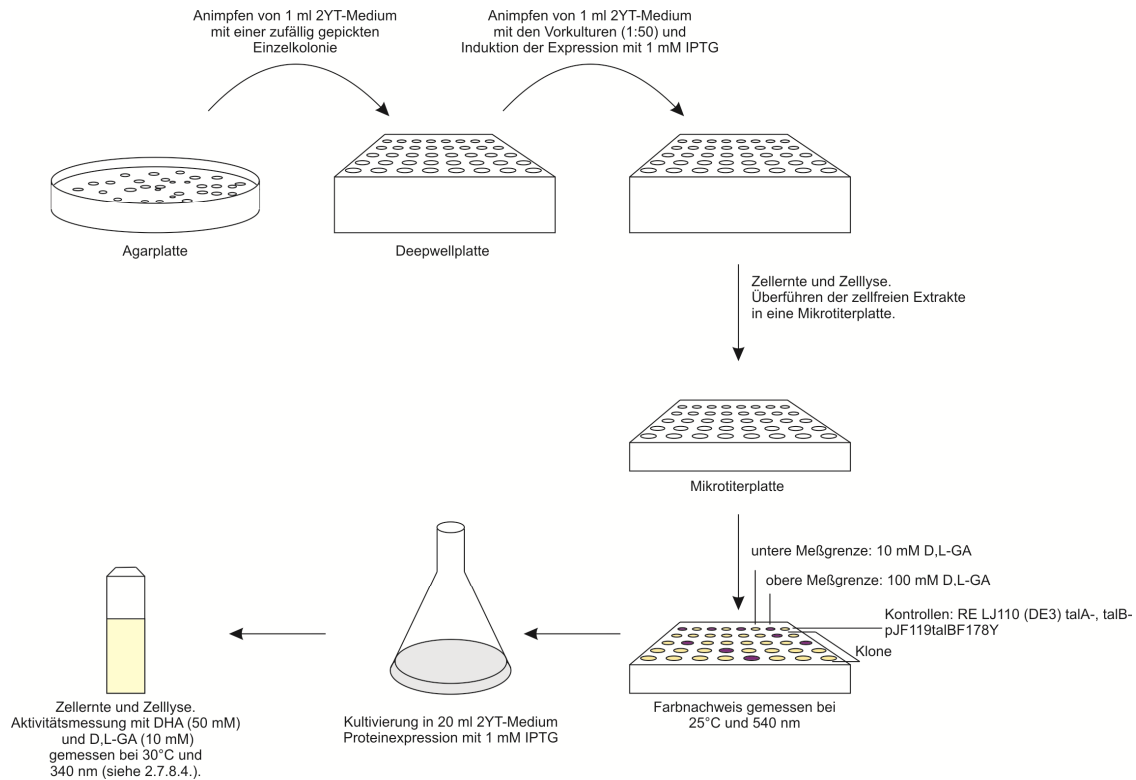 Animpfen von 1 ml 2YT-Medium
mit einer zufällig gepickten
Einzelkolonie
Animpfen von 1 ml 2YT-Medium
mit den Vorkulturen (1:50) und
Induktion der Expression mit 1 mM IPTG
Agarplatte
Deepwellplatte
Zellernte und Zelllyse.
Überführen der zellfreien Extrakte
in eine Mikrotiterplatte.
Mikrotiterplatte
untere Meßgrenze: 10 mM D,L-GA
obere Meßgrenze: 100 mM D,L-GA
Kontrollen: RE LJ110 (DE3) talA-, talB-
pJF119talBF178Y
Klone
Farbnachweis gemessen bei
25°C und 540 nm
Kultivierung in 20 ml 2YT-Medium
Proteinexpression mit 1 mM IPTG
Zellernte und Zelllyse.
Aktivitätsmessung mit DHA (50 mM)
und D,L-GA (10 mM)
gemessen bei 30°C und
340 nm (siehe 2.7.8.4.).